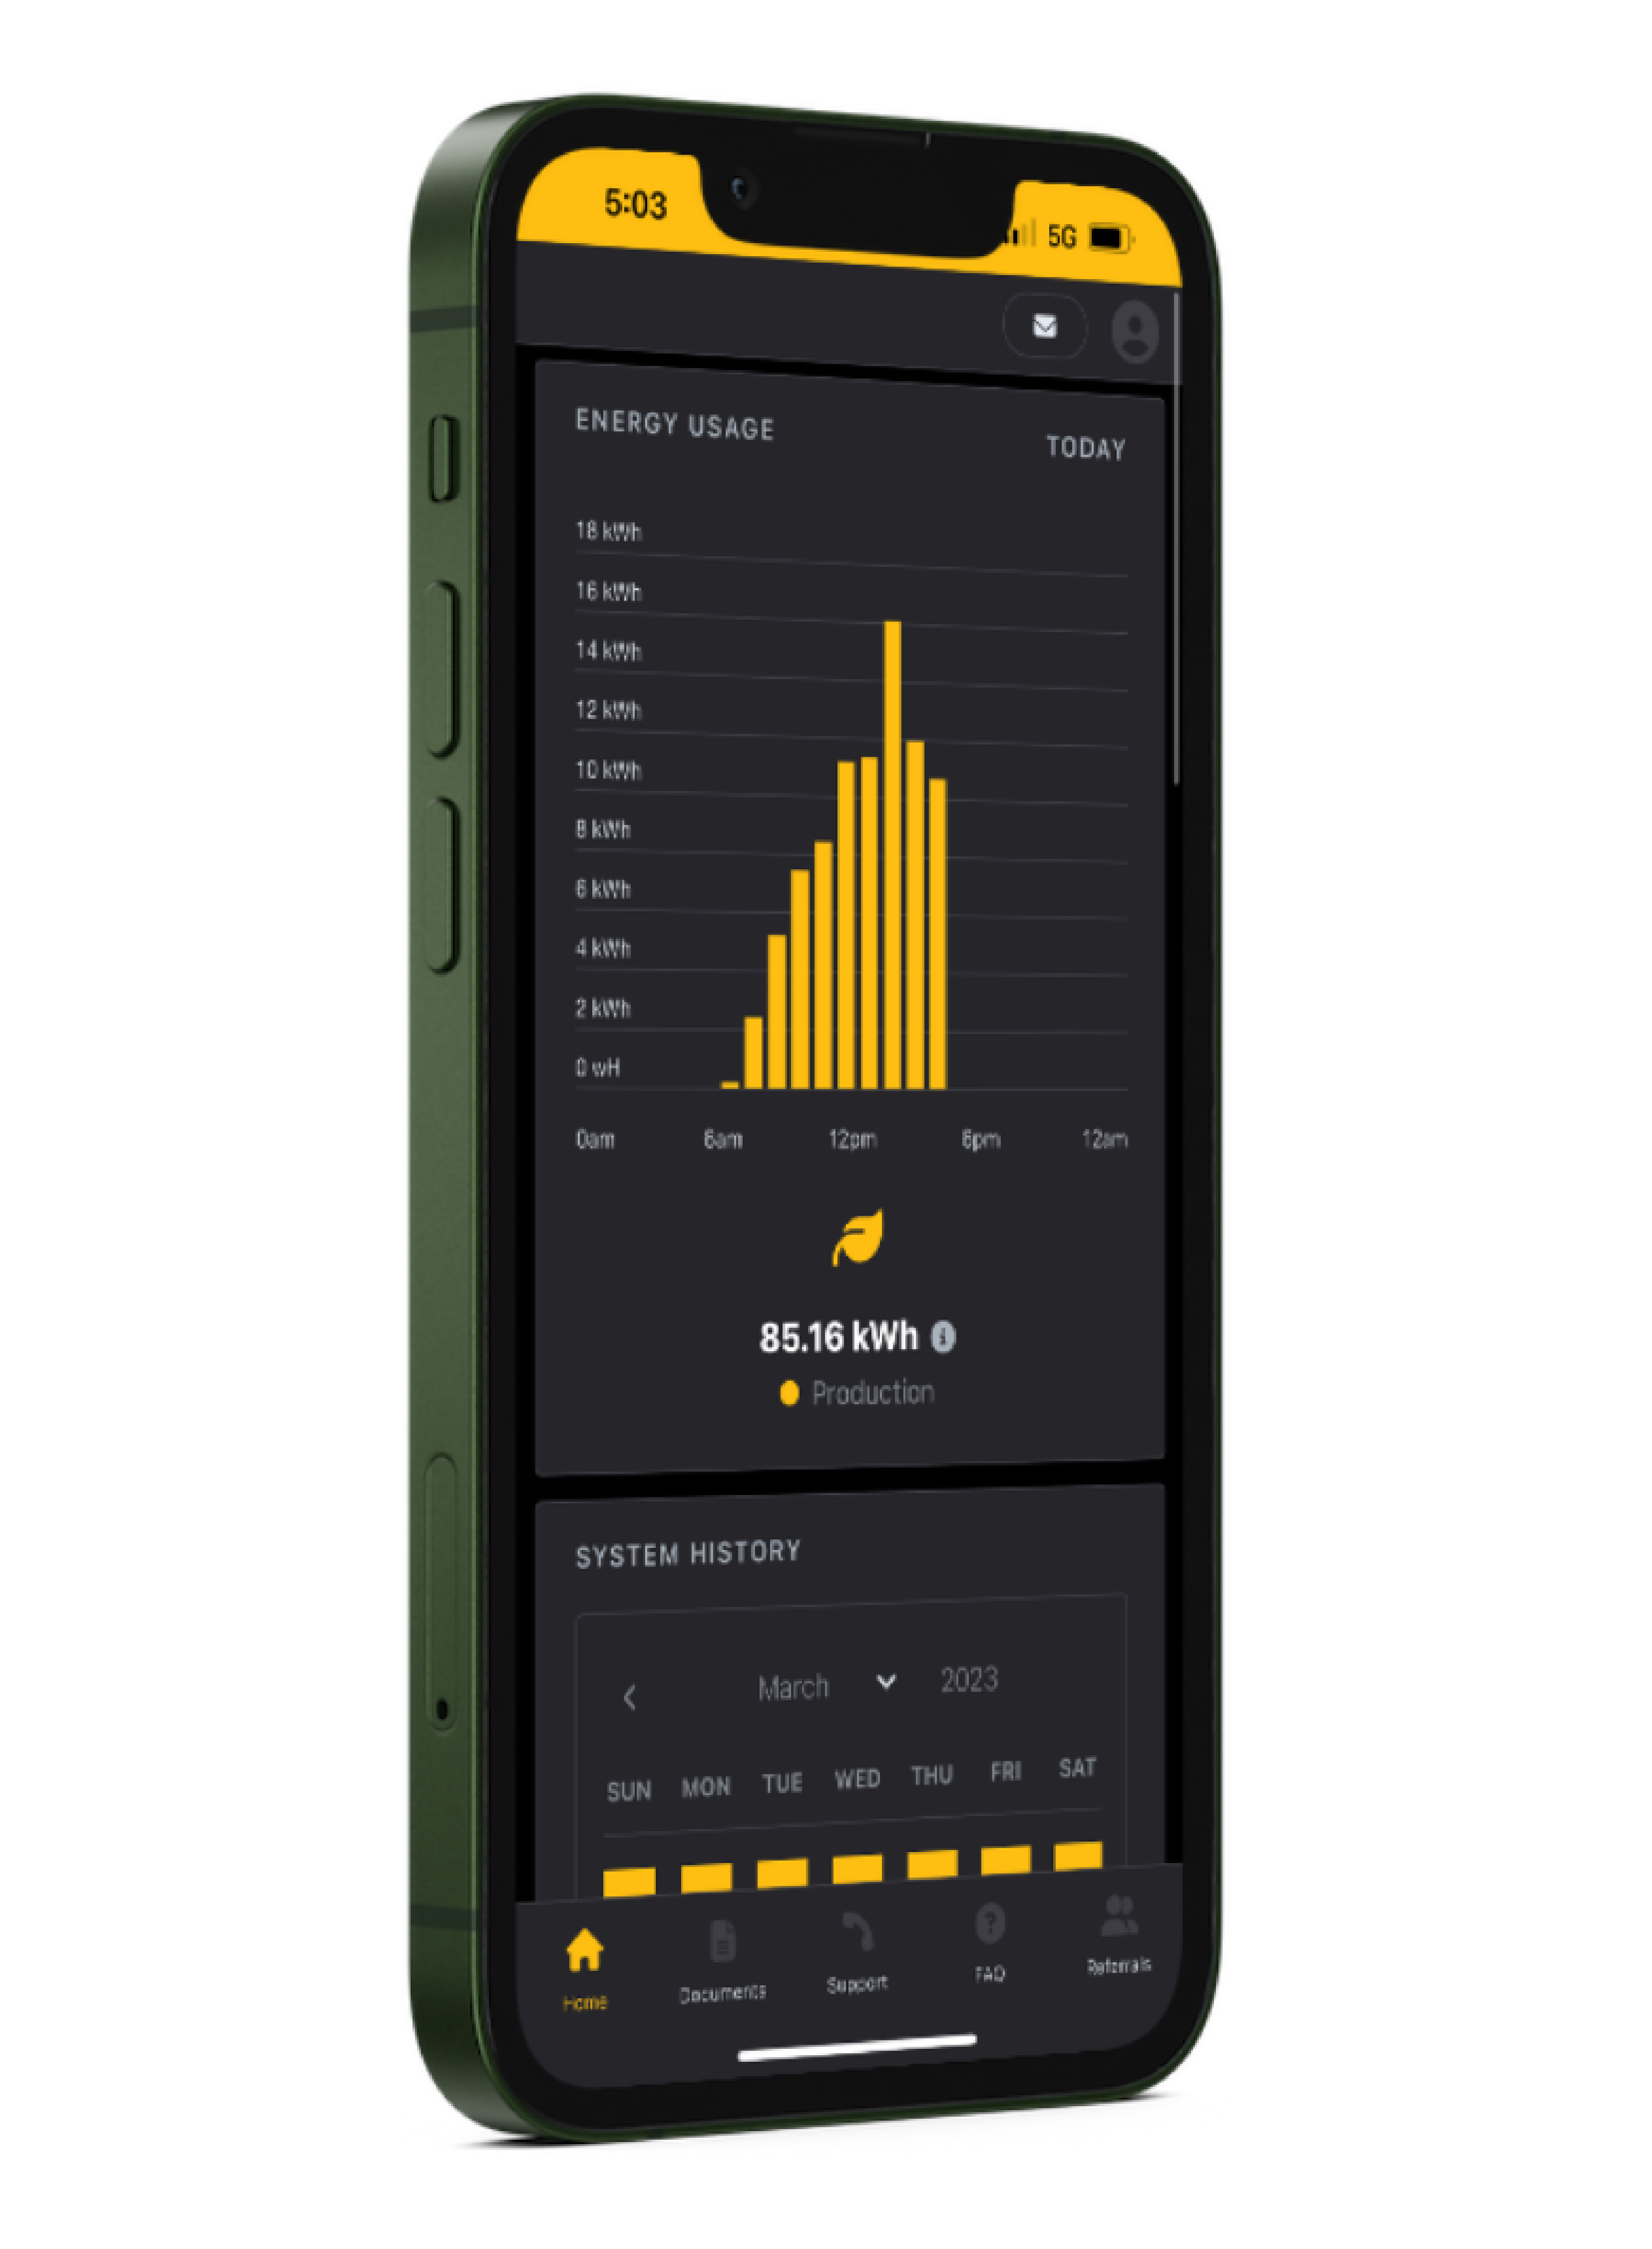 5:03
5G
ENERGY USAGE
TODAY
18 kWh
16 kWh
14 kWh
12 kWh
10 kWh
8 kWh
6 kWh
4 kWh
2 kWh
0 wH
0am 6am 12pm 6pm 12am
85.16 kWh i
Production
SYSTEM HISTORY
March 2023
SUN MON TUE WED THU FRI SAT
Home Documents Support FAQ Referrals